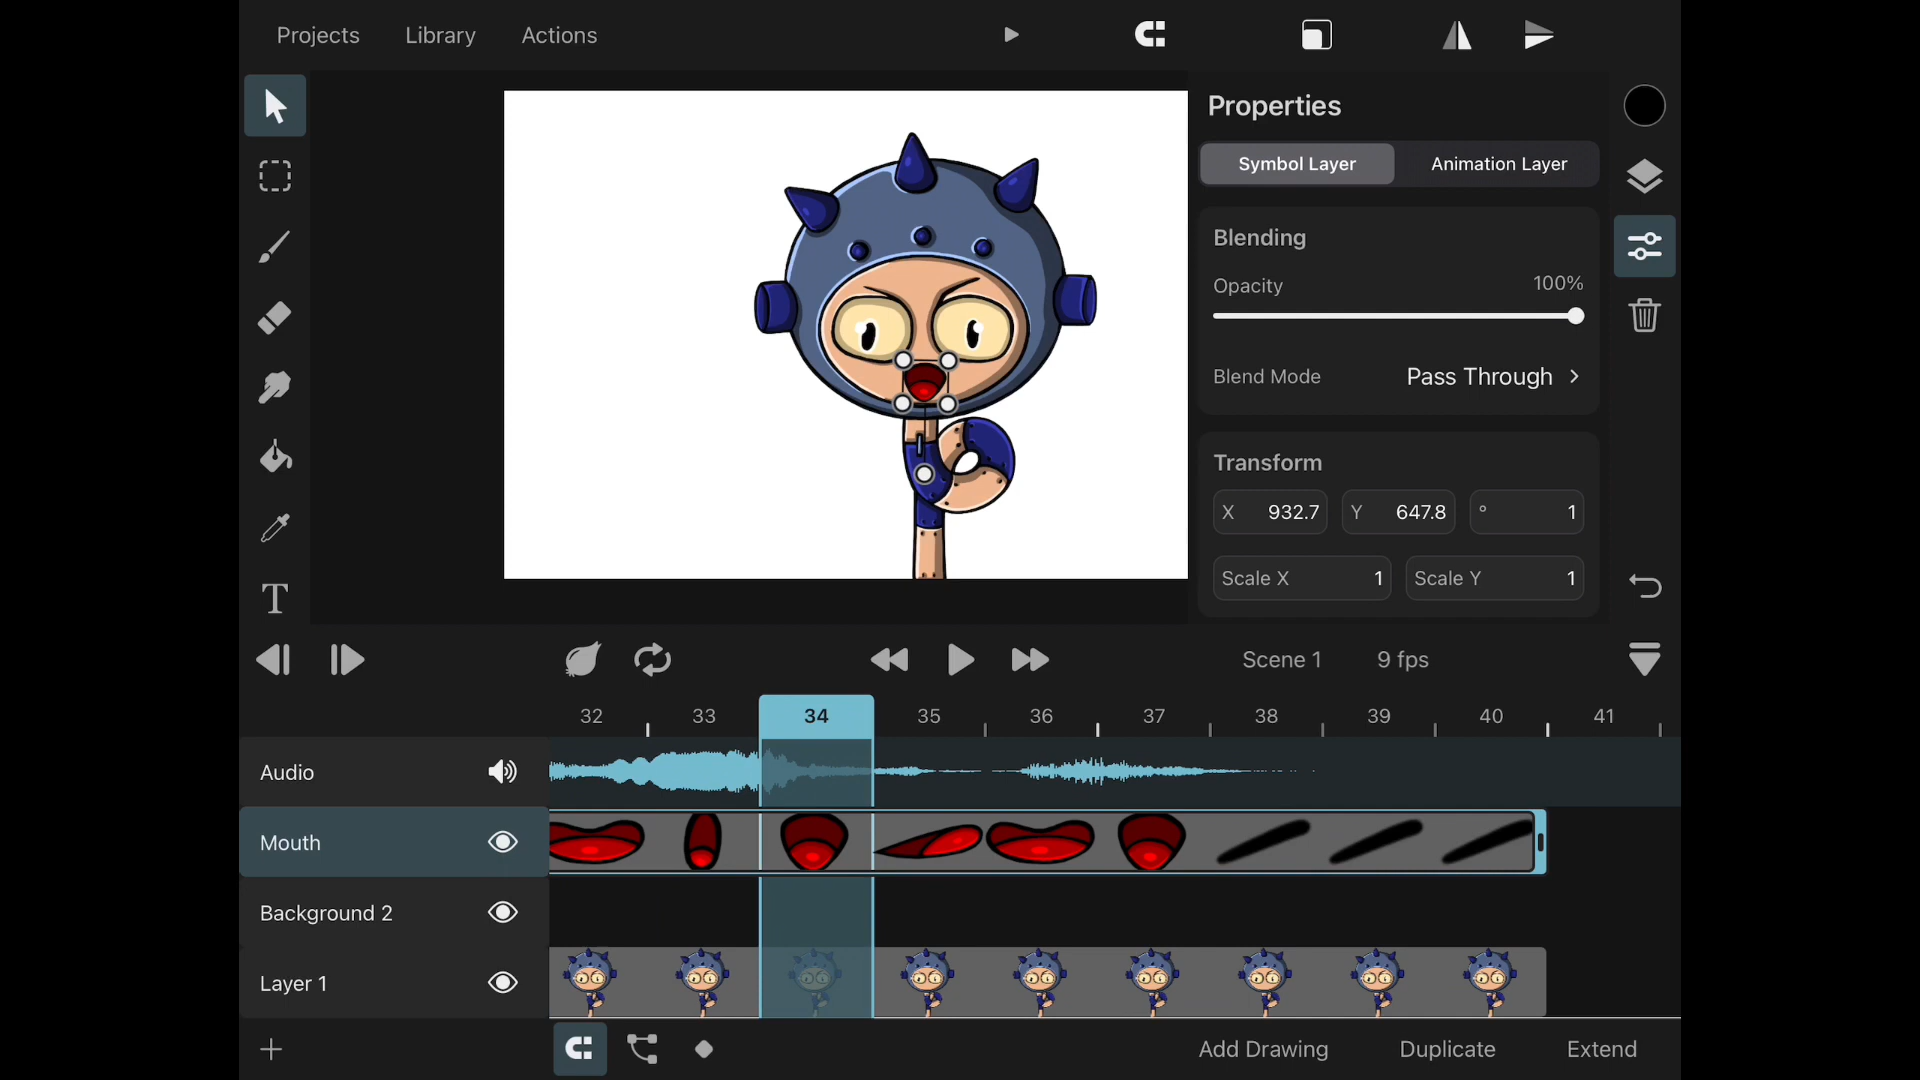 Projects Library Actions
Properties
Symbol Layer Animation Layer
Blending
Opacity 100%
Blend Mode Pass Through
Transform
X 932.7 Y 647.8 ° 1
Scale X 1 Scale Y 1
T
Scene 1 9 fps
32 33 34 35 36 37 38 39 40 41
Audio
Mouth
Background 2
Layer 1
Add Drawing Duplicate Extend